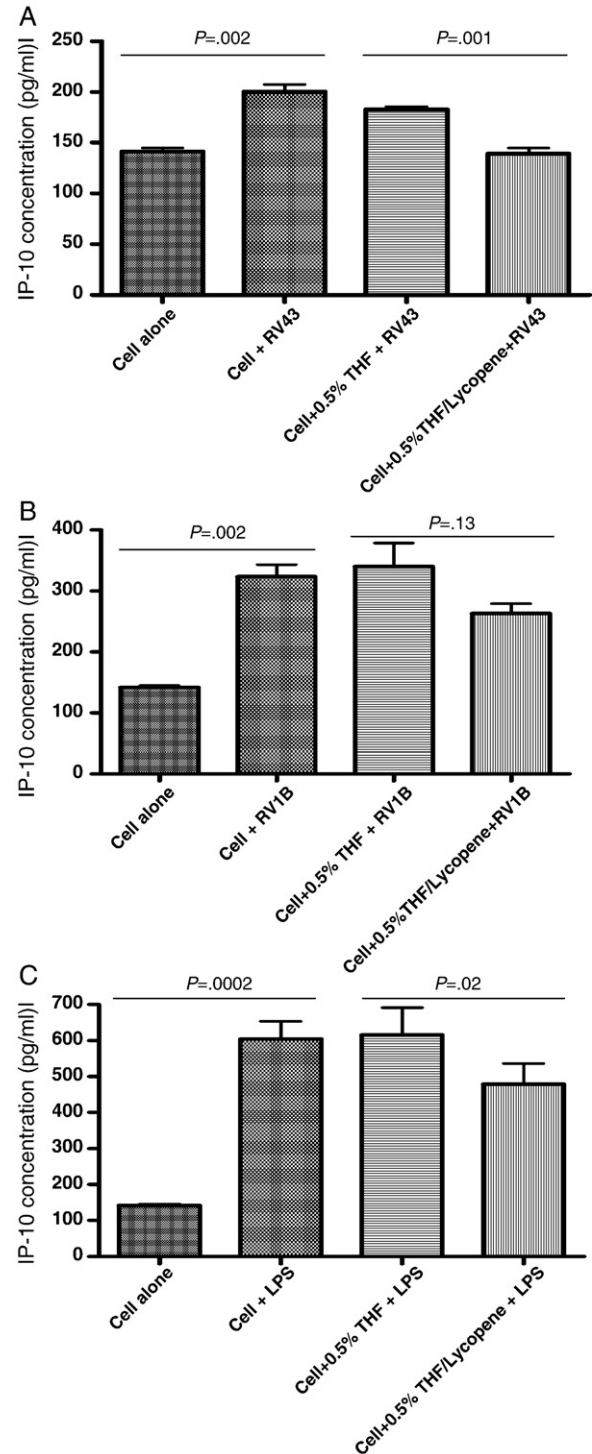 A
P=.002
P=.001
IP-10 concentration (pg/ml)l
250
200
150
100
50
0
Cell alone
Cell + RV43
Cell+0.5% THF + RV43
Cell+0.5%THF/Lycopene+RV43
B
P=.002
P=.13
IP-10 concentration (pg/ml)l
400
300
200
100
0
Cell alone
Cell + RV1B
Cell+0.5% THF + RV1B
Cell+0.5%THF/Lycopene+RV1B
C
P=.0002
P=.02
IP-10 concentration (pg/ml)l
700
600
500
400
300
200
100
0
Cell alone
Cell + LPS
Cell+0.5% THF + LPS
Cell+0.5% THF/Lycopene + LPS